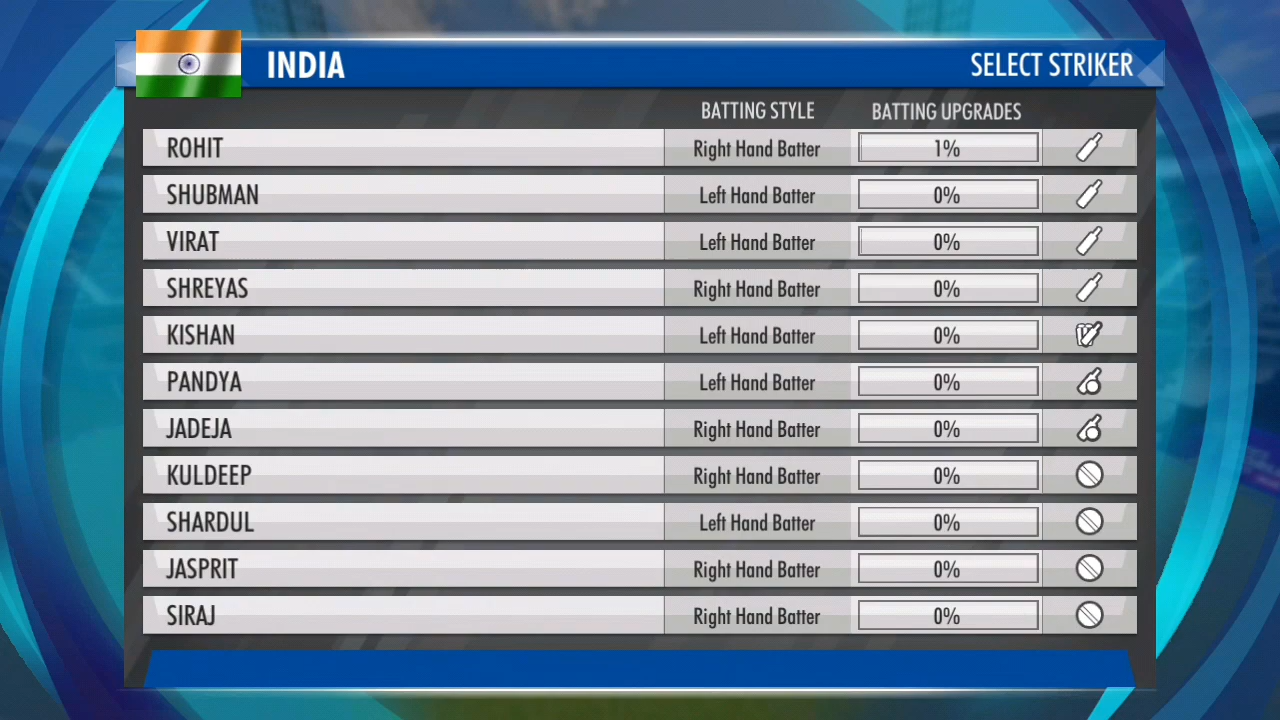 INDIA SELECT STRIKER
BATTING STYLE BATTING UPGRADES
ROHIT Right Hand Batter 1%
SHUBMAN Left Hand Batter 0%
VIRAT Left Hand Batter 0%
SHREYAS Right Hand Batter 0%
KISHAN Left Hand Batter 0%
PANDYA Left Hand Batter 0%
JADEJA Right Hand Batter 0%
KULDEEP Right Hand Batter 0%
SHARDUL Left Hand Batter 0%
JASPRIT Right Hand Batter 0%
SIRAJ Right Hand Batter 0%